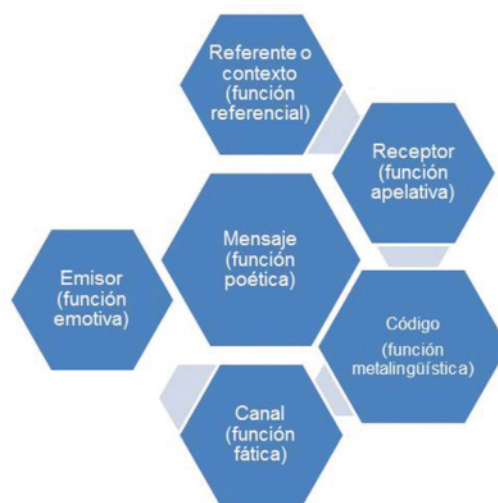 Referente o
contexto
(función
referencial)
Receptor
(función
apelativa)
Mensaje
(función
poética)
Emisor
(función
emotiva)
Código
(función
metalingüística)
Canal
(función
fática)